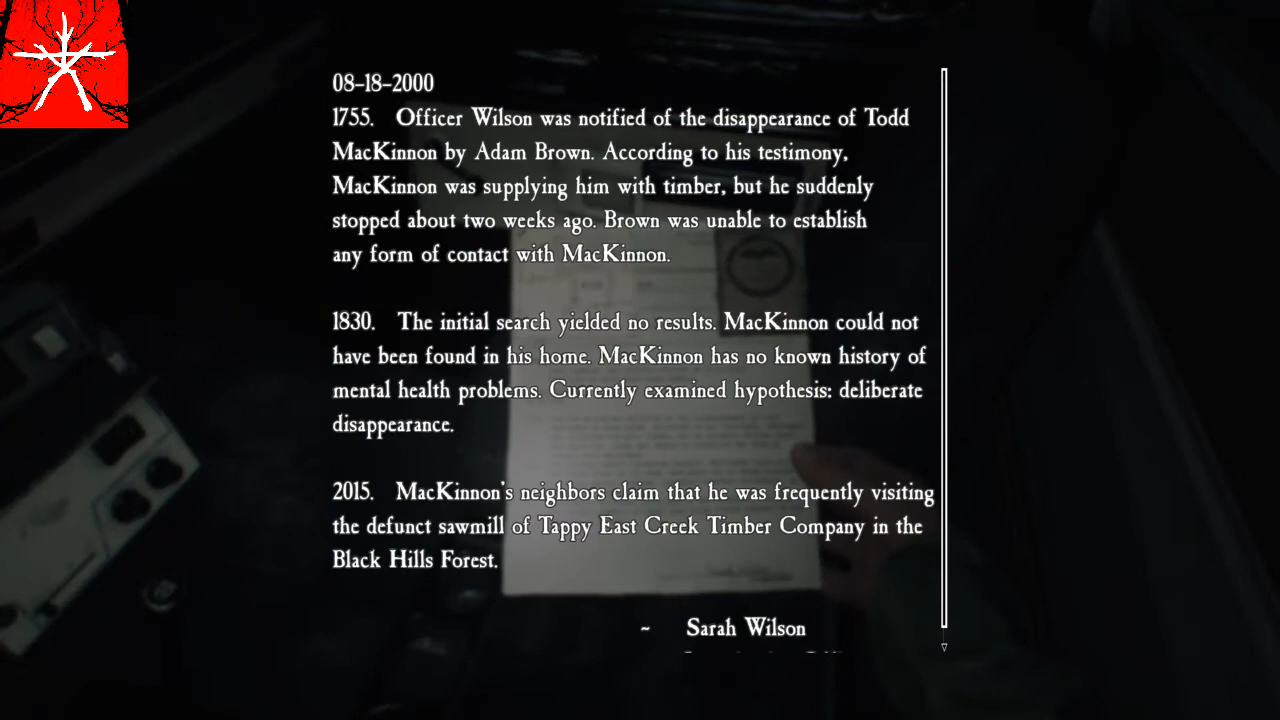 08-18-2000
1755. Officer Wilson was notified of the disappearance of Todd
MacKinnon by Adam Brown. According to his testimony,
MacKinnon was supplying him with timber, but he suddenly
stopped about two weeks ago. Brown was unable to establish
any form of contact with MacKinnon.
1830. The initial search yielded no results. MacKinnon could not
have been found in his home. MacKinnon has no known history of
mental health problems. Currently examined hypothesis: deliberate
disappearance.
2015. MacKinnon's neighbors claim that he was frequently visiting
the defunct sawmill of Tappy East Creek Timber Company in the
Black Hills Forest.
~ Sarah Wilson